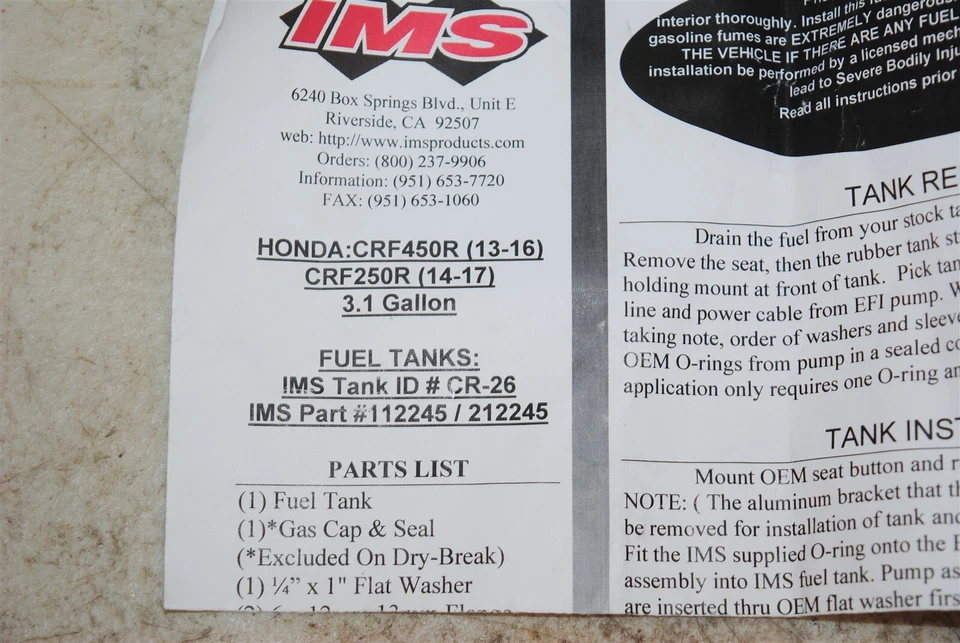 IMS
6240 Box Springs Blvd., Unit E
Riverside, CA 92507
web: http://www.imsproducts.com
Orders: (800) 237-9906
Information: (951) 653-7720
FAX: (951) 653-1060
HONDA:CRF450R (13-16)
CRF250R (14-17)
3.1 Gallon
FUEL TANKS:
IMS Tank ID # CR-26
IMS Part #112245 / 212245
PARTS LIST
(1) Fuel Tank
(1)*Gas Cap & Seal
(*Excluded On Dry-Break)
(1) ¼” x 1" Flat Washer
interior thoroughly. Install this
gasoline fumes are EXTREMELY dangerous
THE VEHICLE IF THERE ARE ANY FUEL
installation be performed by a licensed mech
lead to Severe Bodily Inju
Read all instructions prior
TANK RE
Drain the fuel from your stock ta
Remove the seat, then the rubber tank st
holding mount at front of tank. Pick tan
line and power cable from EFI pump. W
taking note, order of washers and sleeve
OEM O-rings from pump in a sealed co
application only requires one O-ring an
TANK INST
Mount OEM seat button and r
NOTE: ( The aluminum bracket that th
be removed for installation of tank and
Fit the IMS supplied O-ring onto the
assembly into IMS fuel tank. Pump as
are inserted thru OEM flat washer firs